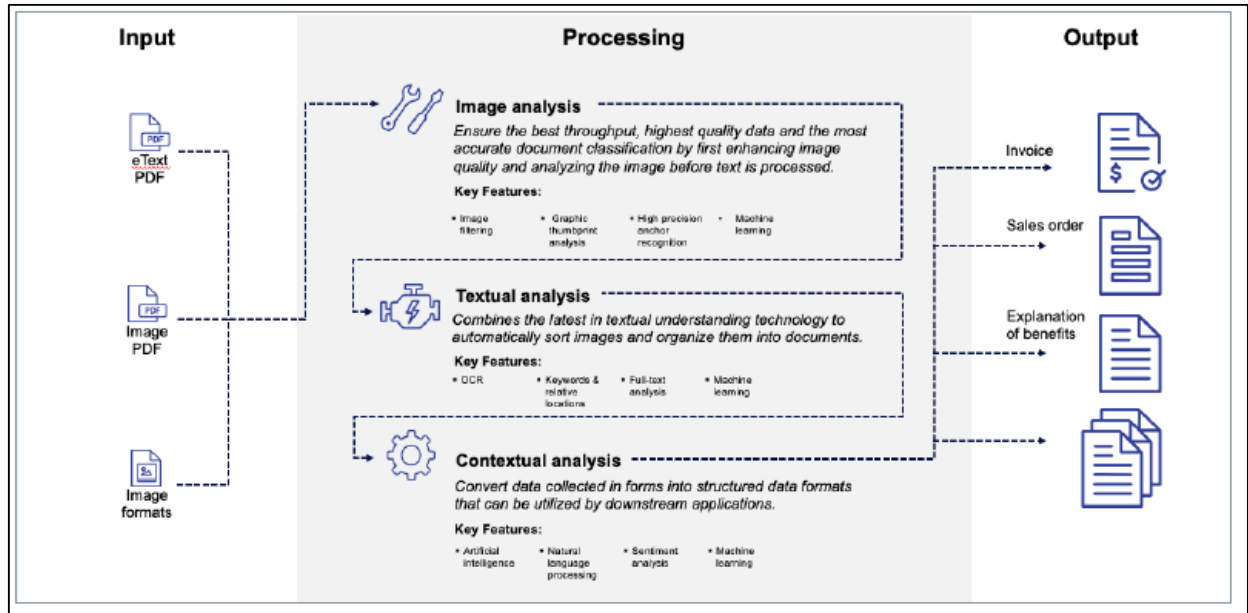 Input
Processing
Output
PDF
eText
PDF
PDF
Image
PDF
Image
formats
Image analysis
Ensure the best throughput, highest quality data and the most
accurate document classification by first enhancing image
quality and analyzing the image before text is processed.
Key Features:
▪ Image
filtering
▪ Graphic
thumbprint
analysis
▪ High precision
anchor
recognition
▪ Machine
learning
Textual analysis
Combines the latest in textual understanding technology to
automatically sort images and organize them into documents.
Key Features:
▪ OCR
▪ Keywords &
relative
locations
▪ Full-text
analysis
▪ Machine
learning
Contextual analysis
Convert data collected in forms into structured data formats
that can be utilized by downstream applications.
Key Features:
▪ Artificial
intelligence
▪ Natural
language
processing
▪ Sentiment
analysis
▪ Machine
learning
Invoice
$
Sales order
Explanation
of benefits